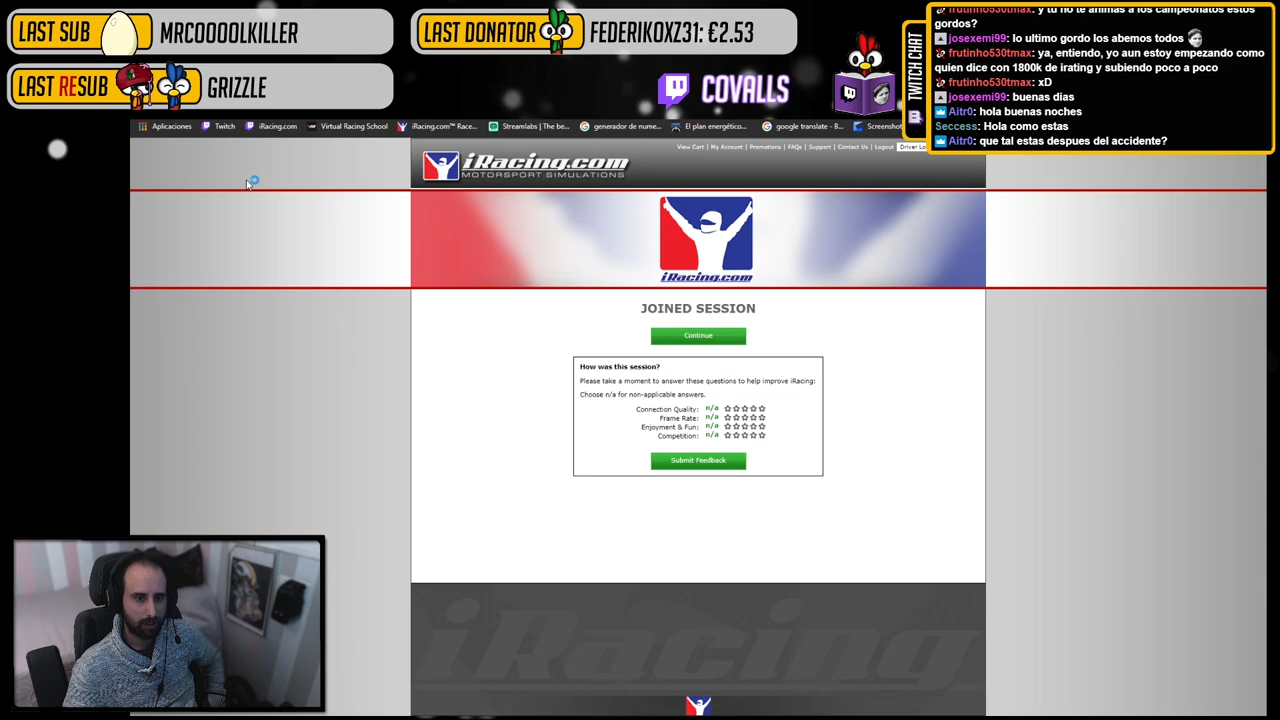 LAST SUB
MRCOOOOLKILLER
LAST RESUB
GRIZZLE
LAST DONATOR
FEDERIKOXZ31: €2.53
COVALLS
TWITCH CHAT
frutinho530tmax: y tu no te animas a los campeonatos estos
gordos?
josexemi99: lo ultimo gordo los abemos todos
frutinho530tmax: ya, entiendo, yo aun estoy empezando como
quien dice con 1800k de irating y subiendo poco a poco
frutinho530tmax: xD
josexemi99: buenas dias
Aitr0: hola buenas noches
Seccess: Hola como estas
Aitr0: que tal estas despues del accidente?
Aplicaciones Twitch iRacing.com Virtual Racing School iRacing.com™ Race... Streamlabs | The be... generador de nume... El plan energético... google translate - B... Screenshot
View Cart | My Account | Promotions | FAQs | Support | Contact Us | Logout Driver Lo
iRacing.com
MOTORSPORT SIMULATIONS
iRacing.com
JOINED SESSION
Continue
How was this session?
Please take a moment to answer these questions to help improve iRacing:
Choose n/a for non-applicable answers.
Connection Quality: n/a
Frame Rate: n/a
Enjoyment & Fun: n/a
Competition: n/a
Submit Feedback
iRacing